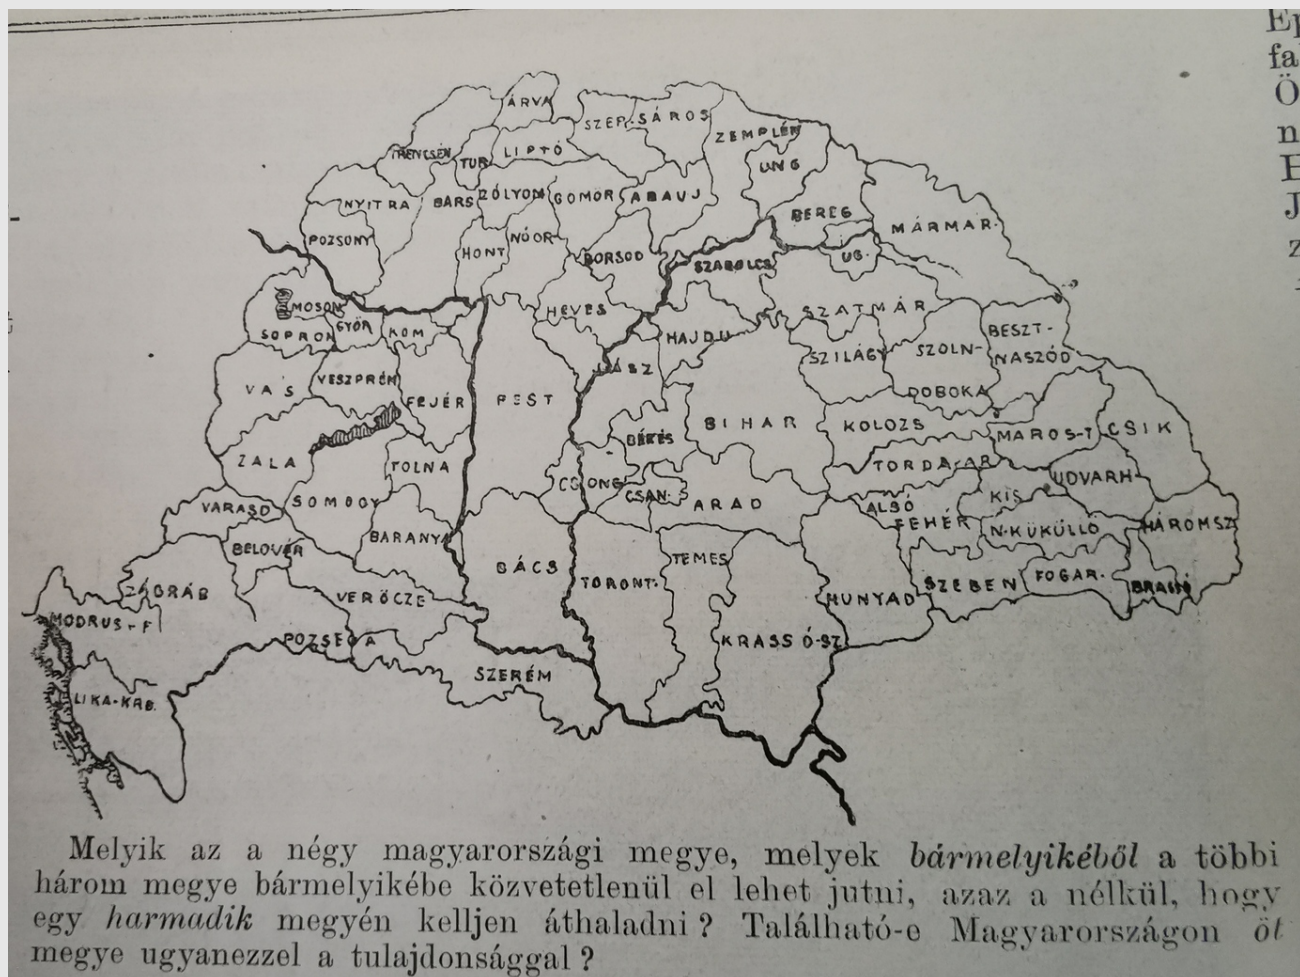 Ep
fa
Ö
n
J
z
ÁRVA
SZEP.
SÁROS
ZEMPLÉN
TRENCSÉN
TUR
LIPTÓ
UNG
NYITRA
BARS
ZÓLYOM
GÖMÖR
ABAUJ
BEREG
MÁRMAR.
POZSONY
HONT
NÓGR
BORSOD
SZABOLCS
UG.
MOSON
SOPRON
GYŐR
KOM
HEVES
HAJDU
SZATMÁR
BESZT-
NASZÓD
SZILÁGY
SZOLN-
DOBOKA
VAS
VESZPRÉM
FEJÉR
PEST
JÁSZ
BÉKÉS
BIHAR
KOLOZS
MAROS-T
CSIK
ZALA
TOLNA
CSONG
CSAN.
ARAD
TORDA-AR
UDVARH-
VARASD
SOMOGY
BARANYA
ALSÓ
FEHÉR
KIS
N-KÜKÜLLŐ
HÁROMSZ
BELOVÉR
BÁCS
TORONT.
TEMES
SZEBEN
FOGAR.
BRASSÓ
ZÁGRÁB
VERŐCZE
HUNYAD
MODRUS-F
POZSEGA
KRASSÓ-SZ
SZERÉM
LIKA-KRB.
Melyik az a négy magyarországi megye, melyek bármelyikéből a többi
három megye bármelyikébe közvetetlenül el lehet jutni, azaz a nélkül, hogy
egy harmadik megyén kelljen áthaladni? Található-e Magyarországon öt
megye ugyanezzel a tulajdonsággal?